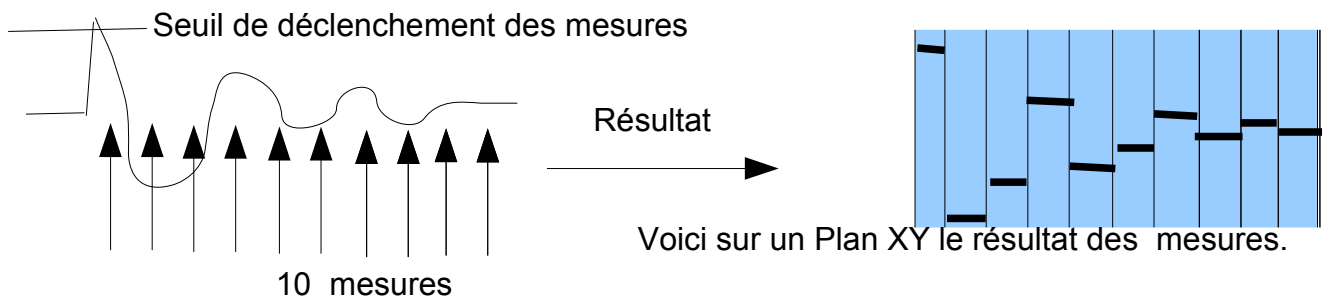 Seuil de déclenchement des mesures
Résultat
Voici sur un Plan XY le résultat des mesures.
10 mesures